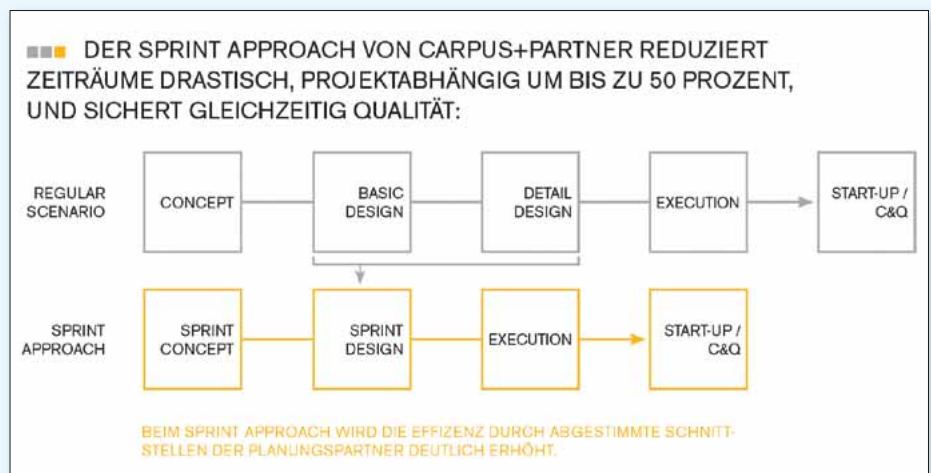 DER SPRINT APPROACH VON CARPUS+PARTNER REDUZIERT
ZEITRÄUME DRASTISCH, PROJEKTABHÄNGIG UM BIS ZU 50 PROZENT,
UND SICHERT GLEICHZEITIG QUALITÄT:
REGULAR
SCENARIO
CONCEPT
BASIC
DESIGN
DETAIL
DESIGN
EXECUTION
START-UP /
C&Q
SPRINT
APPROACH
SPRINT
CONCEPT
SPRINT
DESIGN
EXECUTION
START-UP /
C&Q
BEIM SPRINT APPROACH WIRD DIE EFFIZENZ DURCH ABGESTIMMTE SCHNITT-
STELLEN DER PLANUNGSPARTNER DEUTLICH ERHÖHT.